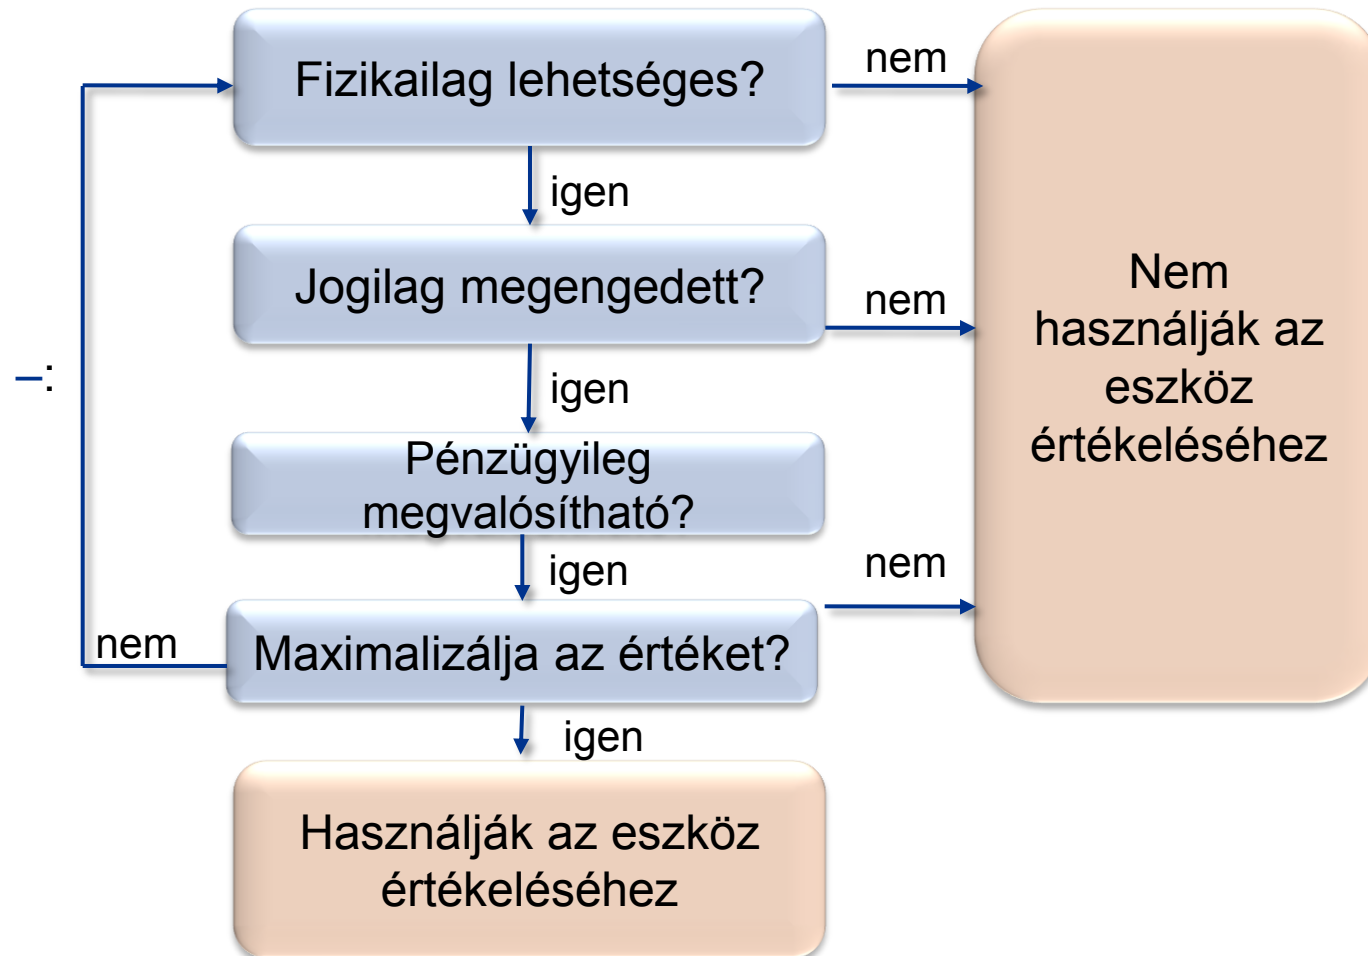 Fizikailag lehetséges?
nem
igen
Jogilag megengedett?
nem
igen
–:
Pénzügyileg
megvalósítható?
igen
nem
nem
Maximalizálja az értéket?
igen
Használják az eszköz
értékeléséhez
Nem
használják az
eszköz
értékeléséhez